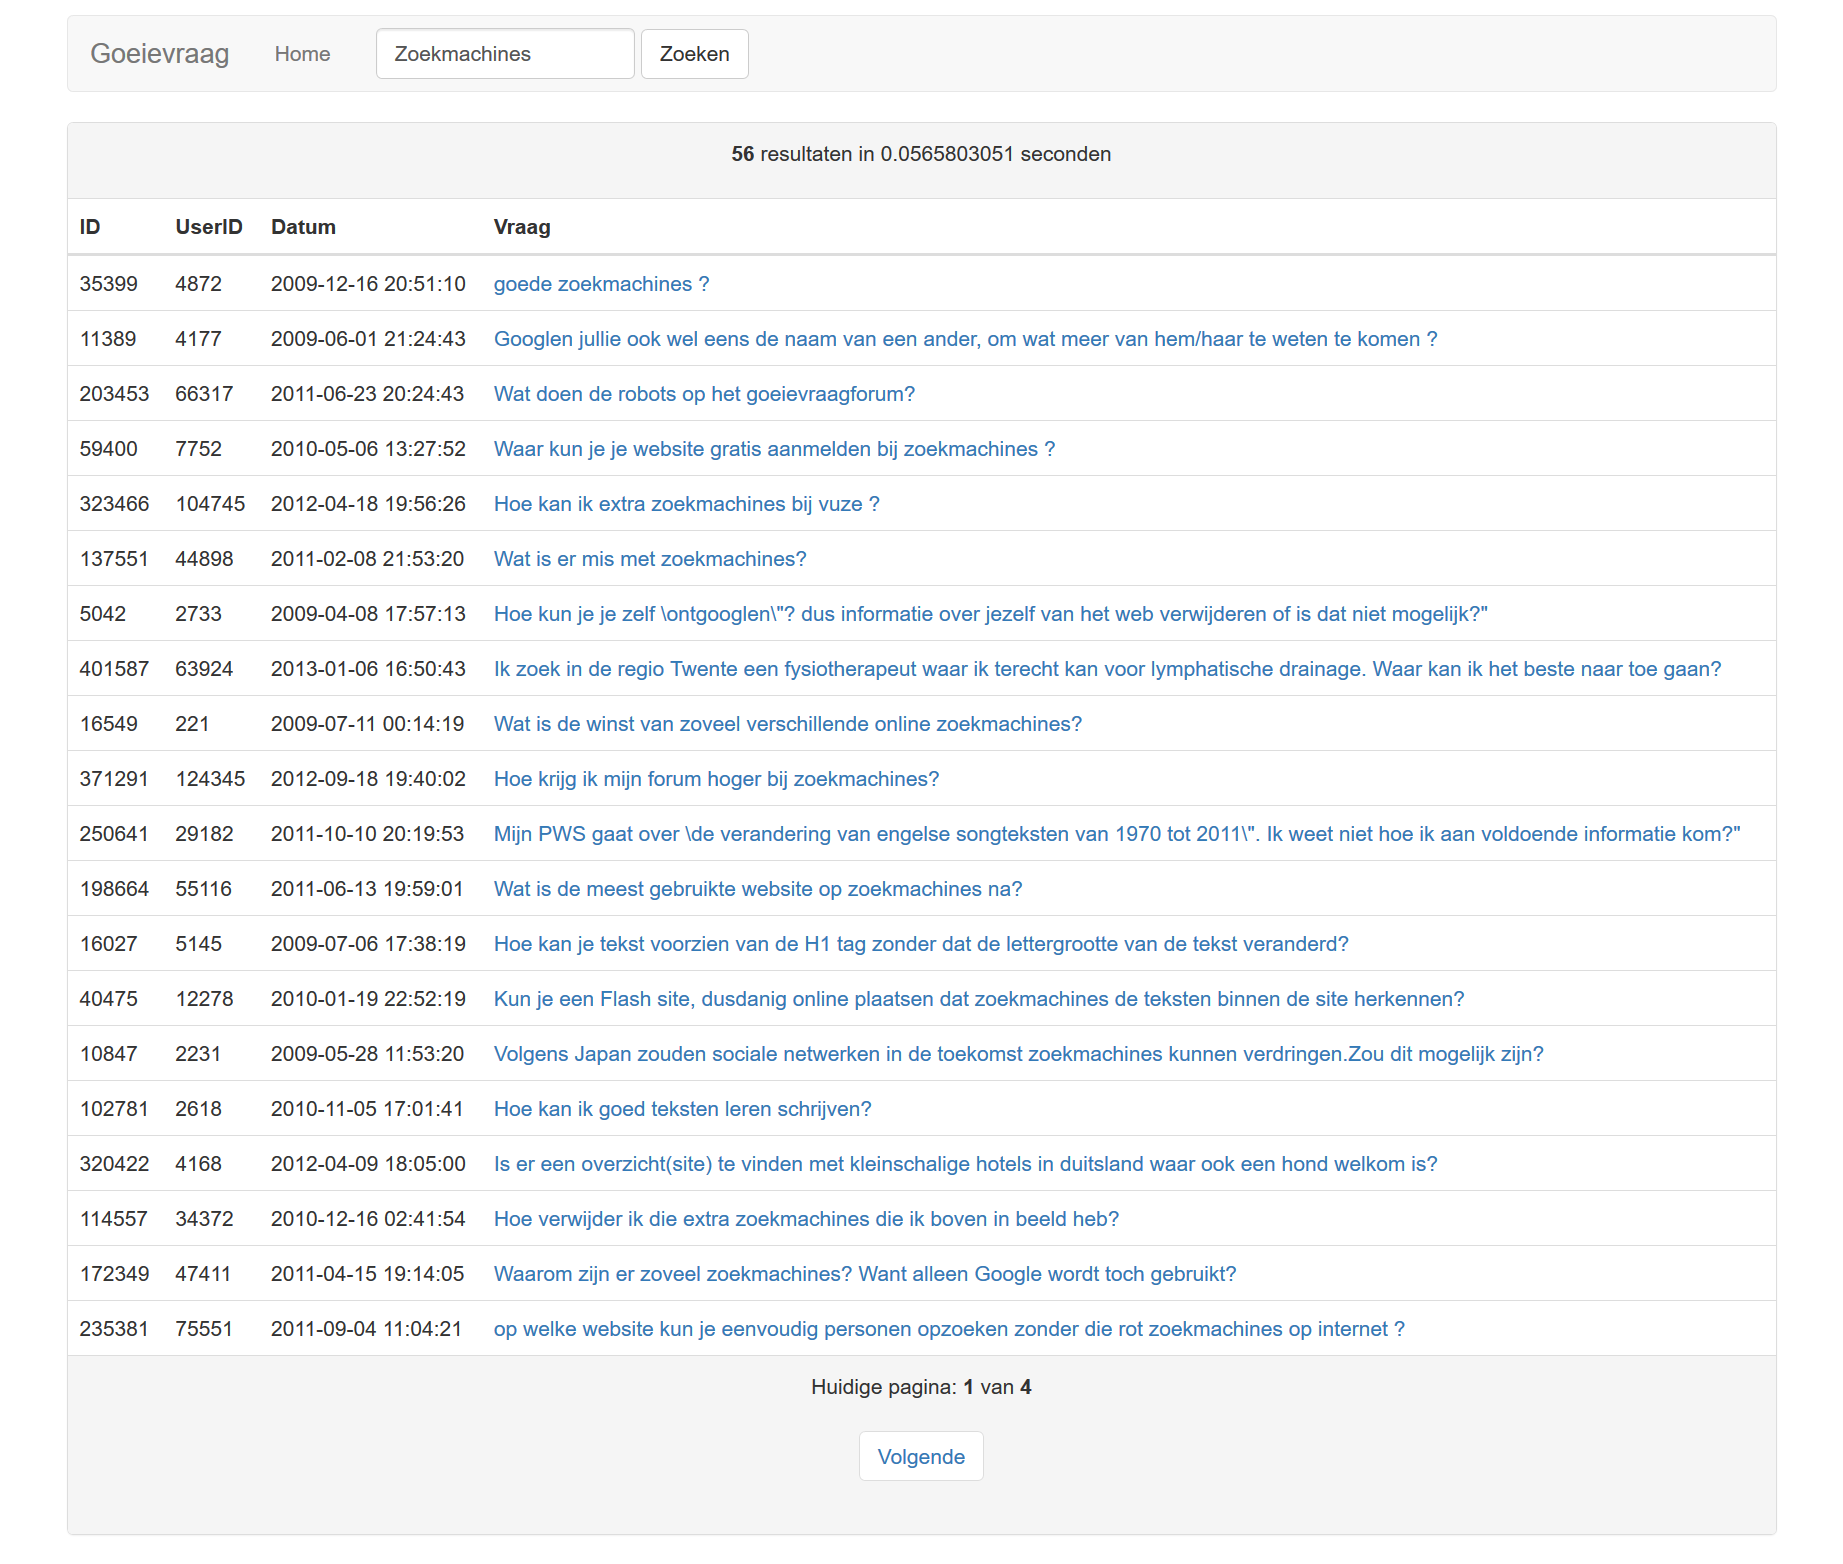 Goeievraag Home Zoekmachines Zoeken
56 resultaten in 0.0565803051 seconden
ID UserID Datum Vraag
35399 4872 2009-12-16 20:51:10 goede zoekmachines ?
11389 4177 2009-06-01 21:24:43 Googlen jullie ook wel eens de naam van een ander, om wat meer van hem/haar te weten te komen ?
203453 66317 2011-06-23 20:24:43 Wat doen de robots op het goeievraagforum?
59400 7752 2010-05-06 13:27:52 Waar kun je je website gratis aanmelden bij zoekmachines ?
323466 104745 2012-04-18 19:56:26 Hoe kan ik extra zoekmachines bij vuze ?
137551 44898 2011-02-08 21:53:20 Wat is er mis met zoekmachines?
5042 2733 2009-04-08 17:57:13 Hoe kun je je zelf \ontgooglen\"? dus informatie over jezelf van het web verwijderen of is dat niet mogelijk?"
401587 63924 2013-01-06 16:50:43 Ik zoek in de regio Twente een fysiotherapeut waar ik terecht kan voor lymphatische drainage. Waar kan ik het beste naar toe gaan?
16549 221 2009-07-11 00:14:19 Wat is de winst van zoveel verschillende online zoekmachines?
371291 124345 2012-09-18 19:40:02 Hoe krijg ik mijn forum hoger bij zoekmachines?
250641 29182 2011-10-10 20:19:53 Mijn PWS gaat over \de verandering van engelse songteksten van 1970 tot 2011\". Ik weet niet hoe ik aan voldoende informatie kom?"
198664 55116 2011-06-13 19:59:01 Wat is de meest gebruikte website op zoekmachines na?
16027 5145 2009-07-06 17:38:19 Hoe kan je tekst voorzien van de H1 tag zonder dat de lettergrootte van de tekst veranderd?
40475 12278 2010-01-19 22:52:19 Kun je een Flash site, dusdanig online plaatsen dat zoekmachines de teksten binnen de site herkennen?
10847 2231 2009-05-28 11:53:20 Volgens Japan zouden sociale netwerken in de toekomst zoekmachines kunnen verdringen.Zou dit mogelijk zijn?
102781 2618 2010-11-05 17:01:41 Hoe kan ik goed teksten leren schrijven?
320422 4168 2012-04-09 18:05:00 Is er een overzicht(site) te vinden met kleinschalige hotels in duitsland waar ook een hond welkom is?
114557 34372 2010-12-16 02:41:54 Hoe verwijder ik die extra zoekmachines die ik boven in beeld heb?
172349 47411 2011-04-15 19:14:05 Waarom zijn er zoveel zoekmachines? Want alleen Google wordt toch gebruikt?
235381 75551 2011-09-04 11:04:21 op welke website kun je eenvoudig personen opzoeken zonder die rot zoekmachines op internet ?
Huidige pagina: 1 van 4
Volgende